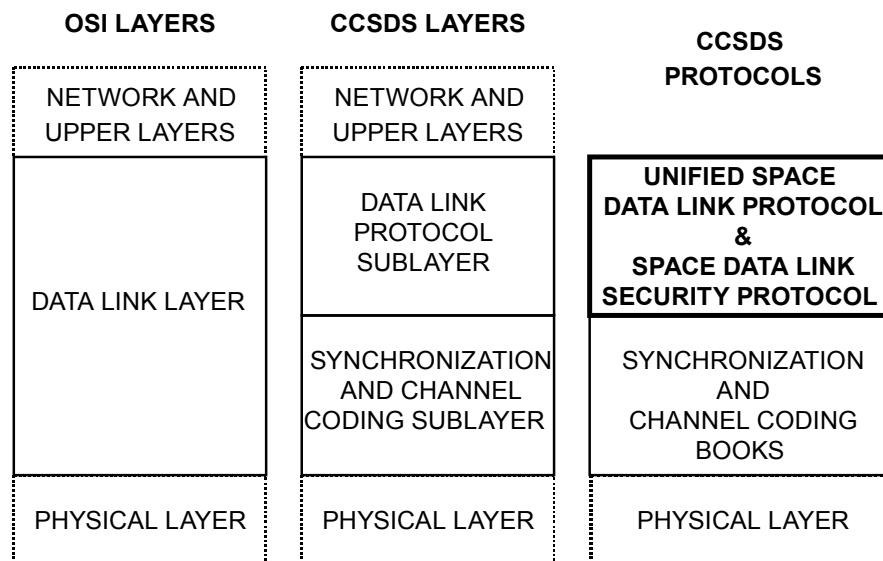 OSI LAYERS
NETWORK AND
UPPER LAYERS
DATA LINK LAYER
PHYSICAL LAYER
CCSDS LAYERS
NETWORK AND
UPPER LAYERS
DATA LINK
PROTOCOL
SUBLAYER
SYNCHRONIZATION
AND CHANNEL
CODING SUBLAYER
PHYSICAL LAYER
CCSDS
PROTOCOLS
UNIFIED SPACE
DATA LINK PROTOCOL
&
SPACE DATA LINK
SECURITY PROTOCOL
SYNCHRONIZATION
AND
CHANNEL CODING
BOOKS
PHYSICAL LAYER